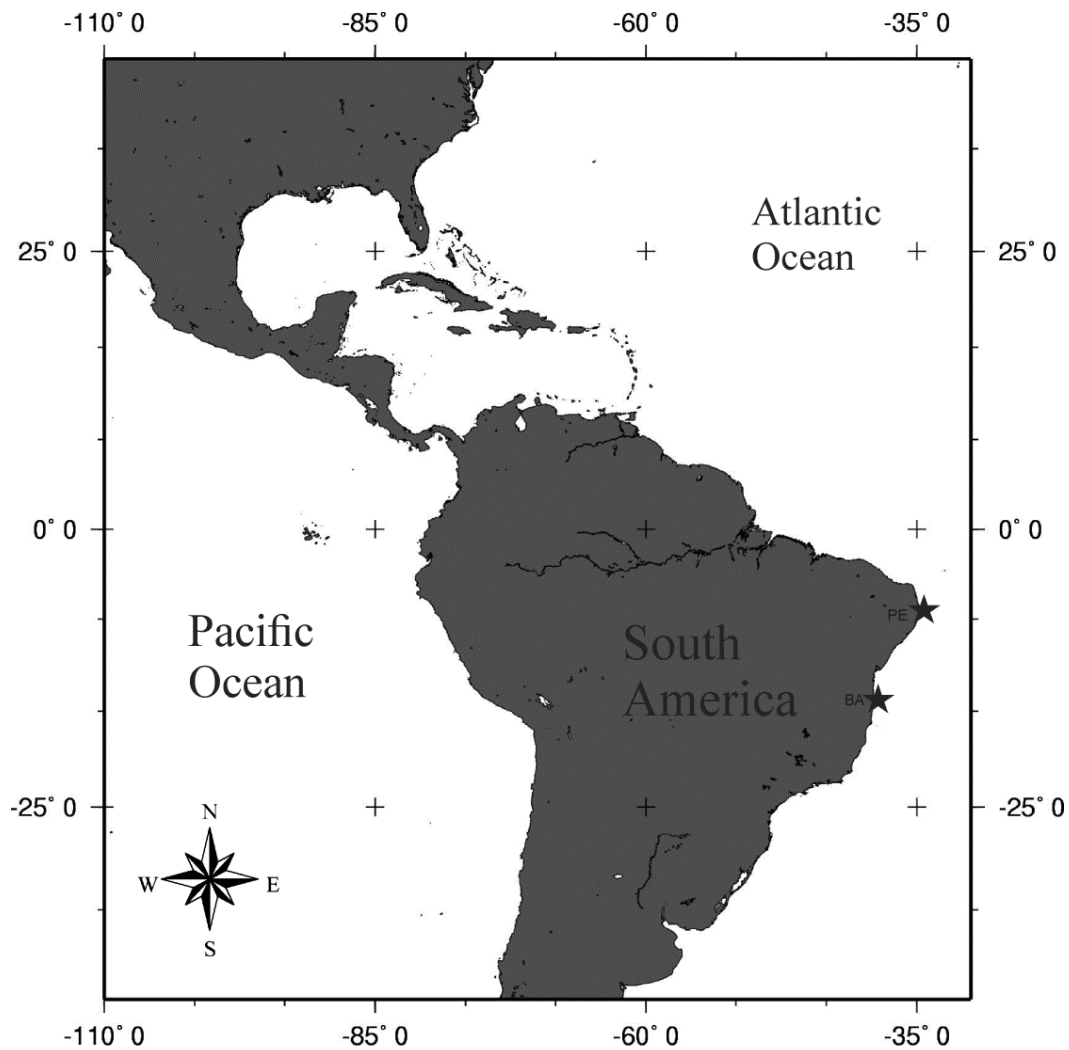 -110˚ 0 -85˚ 0 -60˚ 0 -35˚ 0
Atlantic
Ocean
25˚ 0 25˚ 0
0˚ 0 0˚ 0
PE
Pacific
Ocean
South
America
BA
-25˚ 0 -25˚ 0
N
W E
S
-110˚ 0 -85˚ 0 -60˚ 0 -35˚ 0